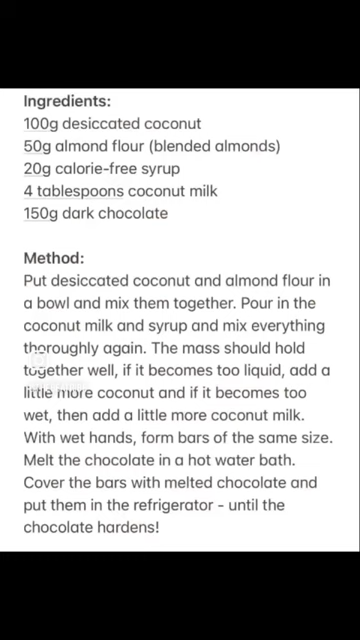 Ingredients:
100g desiccated coconut
50g almond flour (blended almonds)
20g calorie-free syrup
4 tablespoons coconut milk
150g dark chocolate
Method:
Put desiccated coconut and almond flour in
a bowl and mix them together. Pour in the
coconut milk and syrup and mix everything
thoroughly again. The mass should hold
together well, if it becomes too liquid, add a
little more coconut and if it becomes too
wet, then add a little more coconut milk.
With wet hands, form bars of the same size.
Melt the chocolate in a hot water bath.
Cover the bars with melted chocolate and
put them in the refrigerator - until the
chocolate hardens!